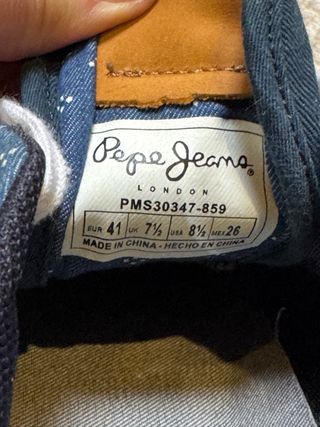 Pepe Jeans®
LONDON
PMS30347-859
EUR 41 UK 7½ USA 8½ MEX 26
MADE IN CHINA - HECHO EN CHINA